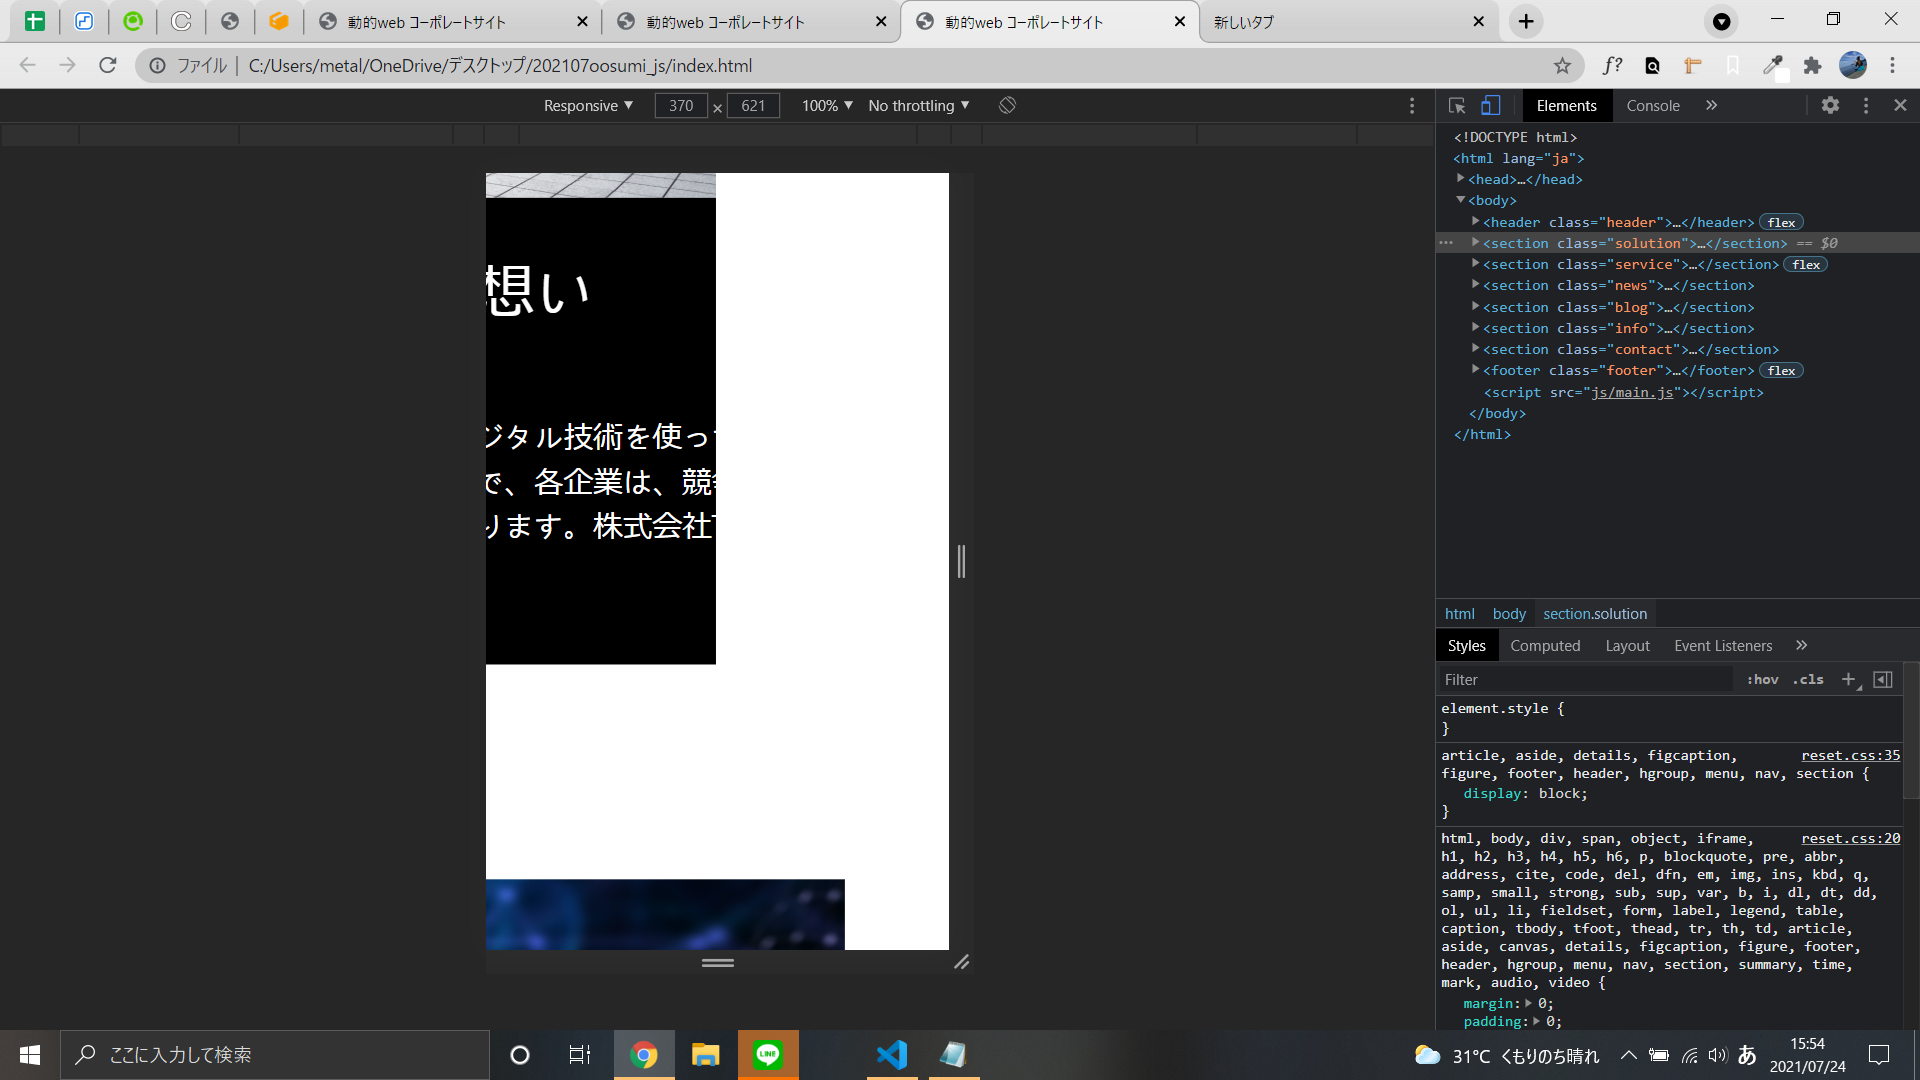 動的web コーポレートサイト
動的web コーポレートサイト
動的web コーポレートサイト
新しいタブ
ファイル | C:/Users/metal/OneDrive/デスクトップ/202107oosumi_js/index.html
f?
Responsive ▼ 370 × 621 100% ▼ No throttling ▼
Elements Console »
<!DOCTYPE html>
<html lang="ja">
<head>…</head>
<body>
<header class="header">…</header> flex
<section class="solution">…</section> == $0
<section class="service">…</section> flex
<section class="news">…</section>
<section class="blog">…</section>
<section class="info">…</section>
<section class="contact">…</section>
<footer class="footer">…</footer> flex
<script src="js/main.js"></script>
</body>
</html>
想い
ジタル技術を使っ
で、各企業は、競
ります。株式会社
html body section.solution
Styles Computed Layout Event Listeners »
Filter :hov .cls +
element.style {
}
article, aside, details, figcaption, reset.css:35
figure, footer, header, hgroup, menu, nav, section {
display: block;
}
html, body, div, span, object, iframe, reset.css:20
h1, h2, h3, h4, h5, h6, p, blockquote, pre, abbr,
address, cite, code, del, dfn, em, img, ins, kbd, q,
samp, small, strong, sub, sup, var, b, i, dl, dt, dd,
ol, ul, li, fieldset, form, label, legend, table,
caption, tbody, tfoot, thead, tr, th, td, article,
aside, canvas, details, figcaption, figure, footer,
header, hgroup, menu, nav, section, summary, time,
mark, audio, video {
margin: 0;
padding: 0;
ここに入力して検索
LINE
31°C くもりのち晴れ
あ
15:54
2021/07/24